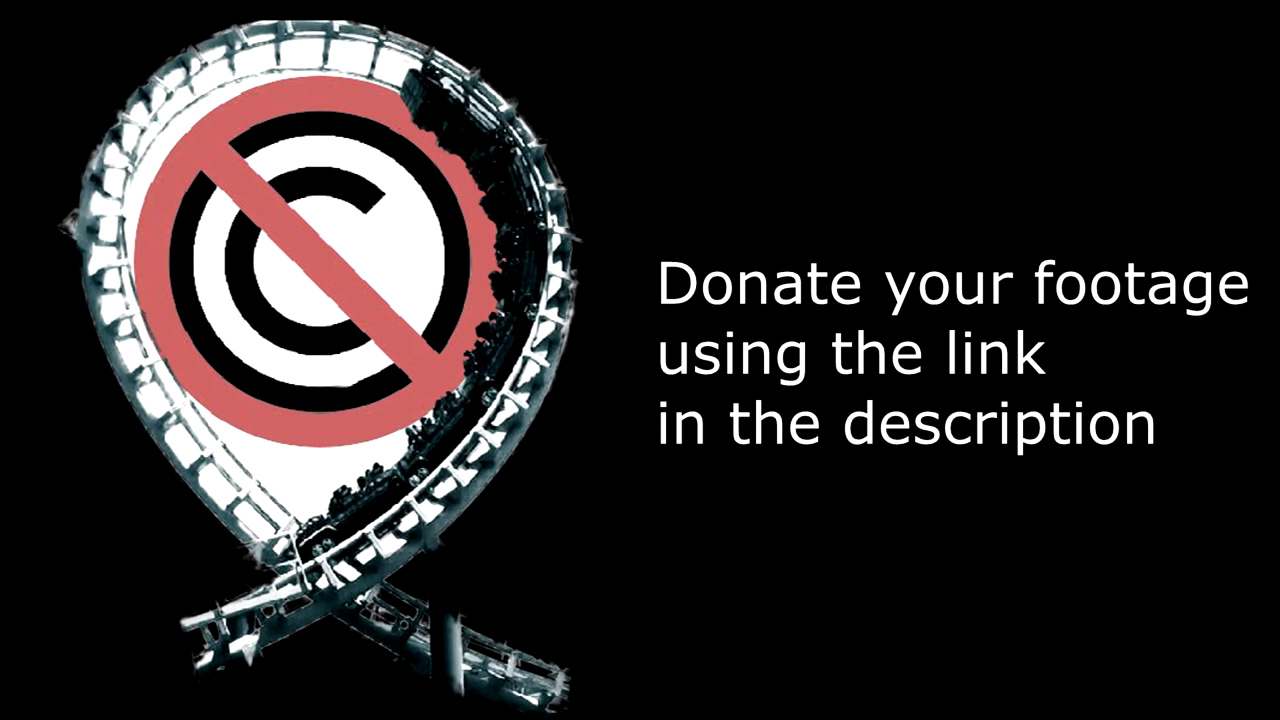 Donate your footage
using the link
in the description